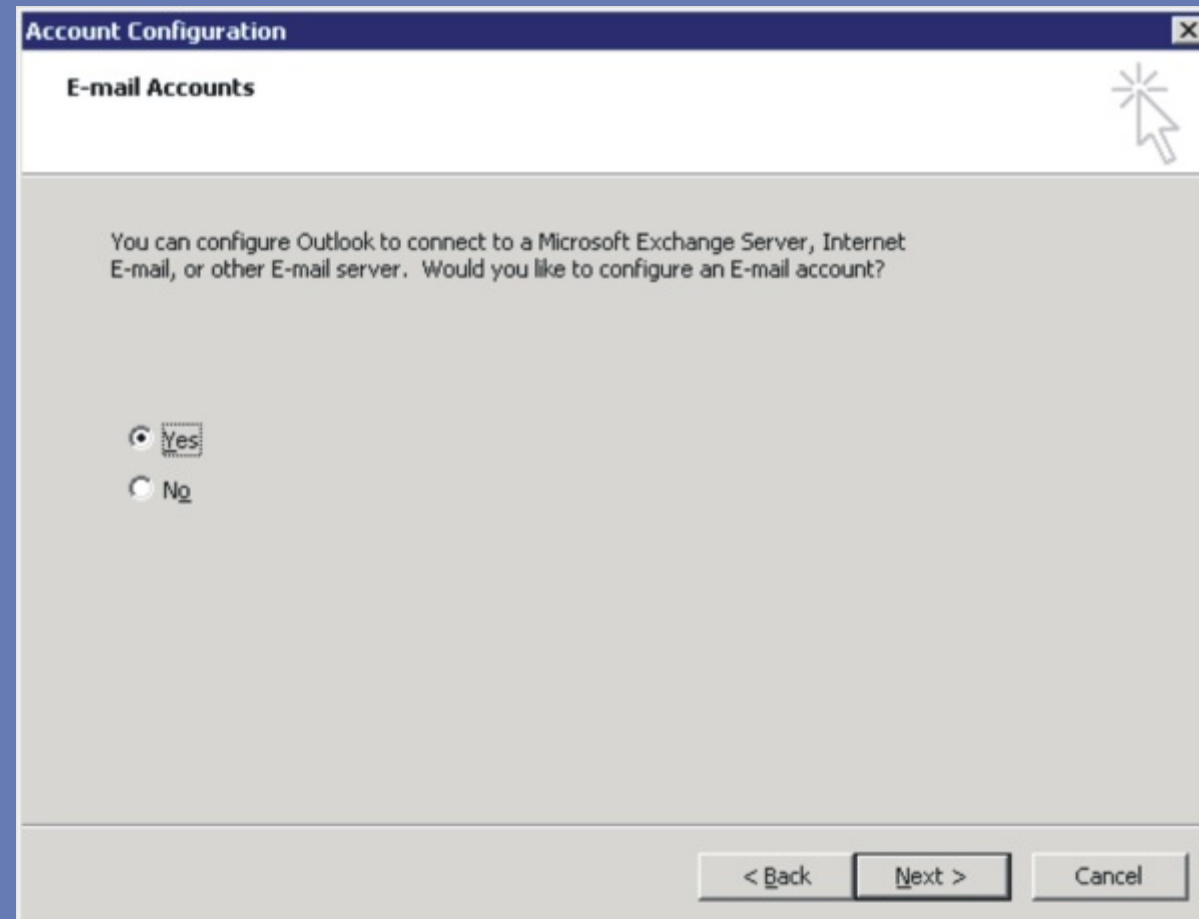 Account Configuration
E-mail Accounts
You can configure Outlook to connect to a Microsoft Exchange Server, Internet
E-mail, or other E-mail server.  Would you like to configure an E-mail account?
Yes
No
< Back
Next >
Cancel